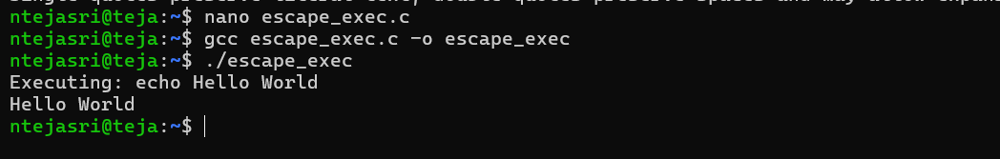 ntejasri@teja:~$ nano escape_exec.c
ntejasri@teja:~$ gcc escape_exec.c -o escape_exec
ntejasri@teja:~$ ./escape_exec
Executing: echo Hello World
Hello World
ntejasri@teja:~$